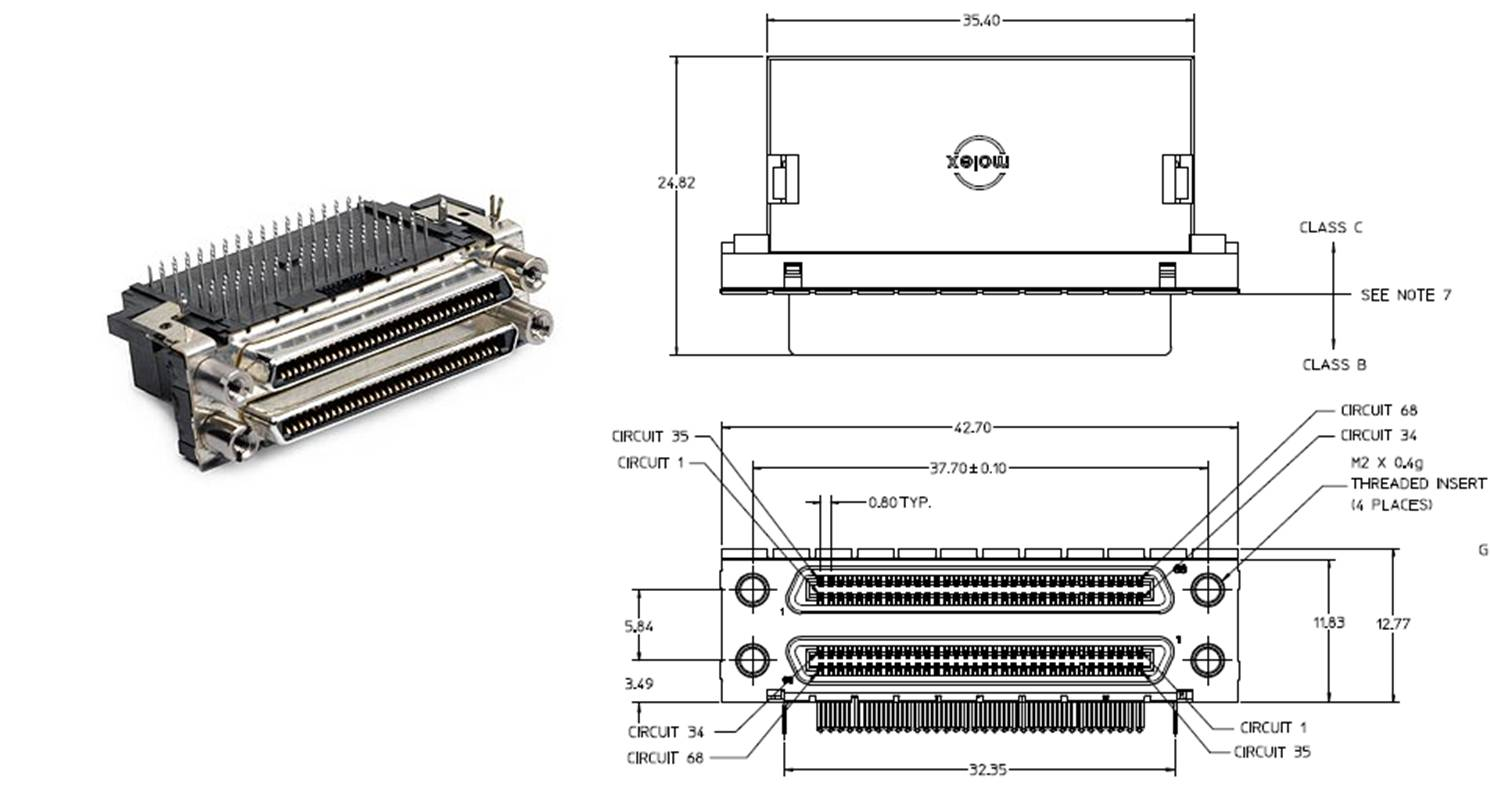 35.40
molex
24.82
CLASS C
SEE NOTE 7
CLASS B
CIRCUIT 68
CIRCUIT 35
42.70
CIRCUIT 34
CIRCUIT 1
37.70±0.10
M2 X 0.4g
THREADED INSERT
(4 PLACES)
0.80 TYP.
G
68
1
5.84
11.83
12.77
1
68
3.49
CIRCUIT 34
CIRCUIT 1
CIRCUIT 68
CIRCUIT 35
32.35